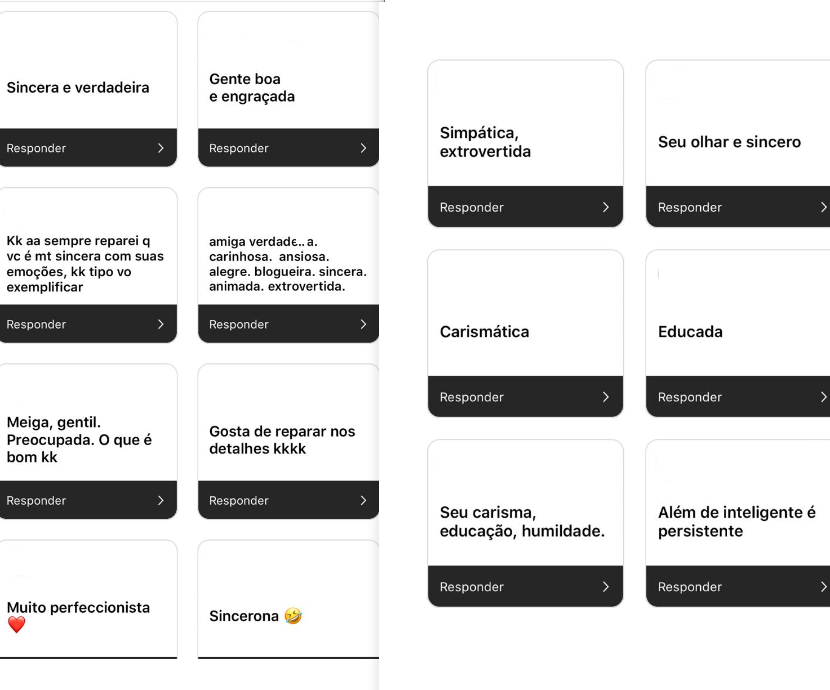 Sincera e verdadeira
Responder
Gente boa
e engraçada
Responder
Kk aa sempre reparei q
vc é mt sincera com suas
emoções, kk tipo vo
exemplificar
Responder
amiga
carinhosa. ansiosa.
alegre. blogueira. sincera.
animada. extrovertida.
Responder
Meiga, gentil.
Preocupada. O que é
bom kk
Responder
Gosta de reparar nos
detalhes kkkk
Responder
Muito perfeccionista
❤️
Sincerona 🤣
Simpática,
extrovertida
Responder
Seu olhar e sincero
Responder
Carismática
Responder
Educada
Responder
Seu carisma,
educação, humildade.
Responder
Além de inteligente é
persistente
Responder